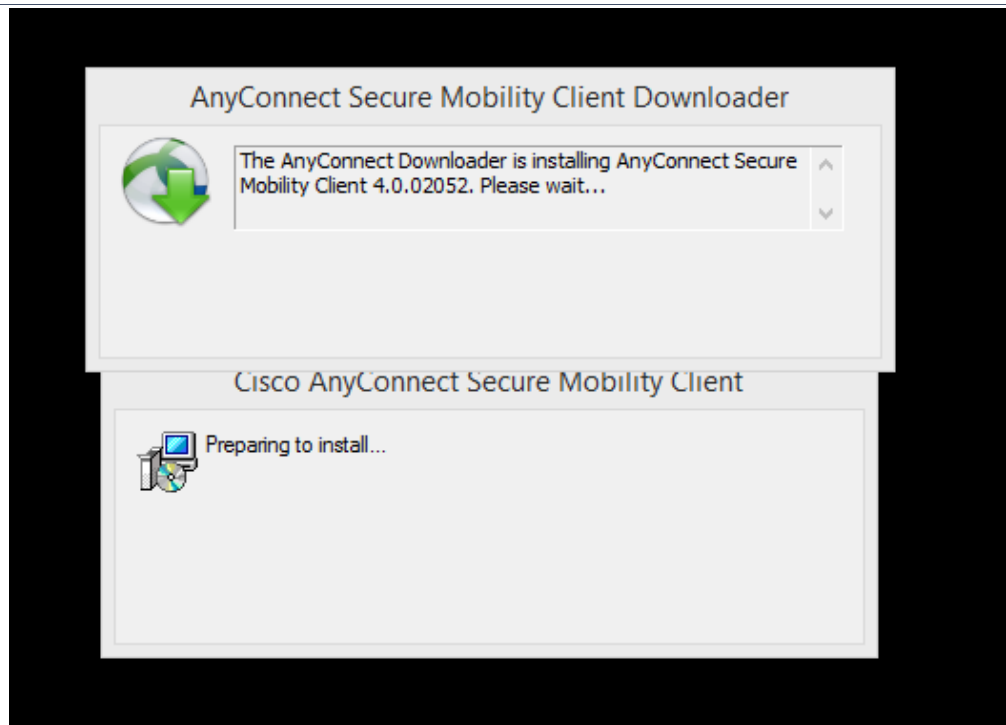 AnyConnect Secure Mobility Client Downloader
The AnyConnect Downloader is installing AnyConnect Secure
Mobility Client 4.0.02052. Please wait...
Cisco AnyConnect Secure Mobility Client
Preparing to install...